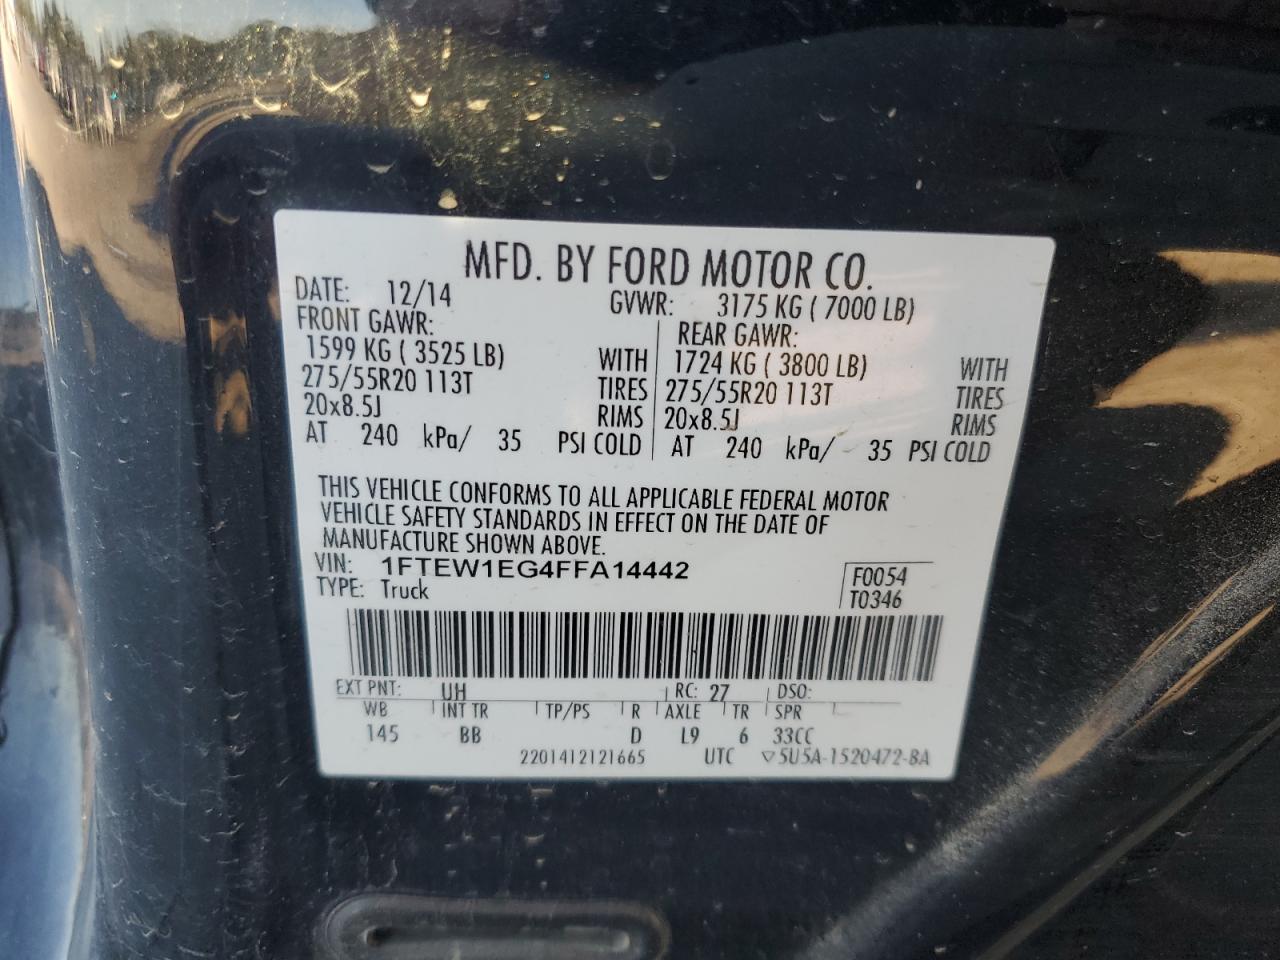 MFD. BY FORD MOTOR CO.
DATE: 12/14 GVWR: 3175 KG ( 7000 LB)
FRONT GAWR: REAR GAWR:
1599 KG ( 3525 LB) WITH 1724 KG ( 3800 LB) WITH
275/55R20 113T TIRES 275/55R20 113T TIRES
20x8.5J RIMS 20x8.5J RIMS
AT 240 kPa/ 35 PSI COLD AT 240 kPa/ 35 PSI COLD
THIS VEHICLE CONFORMS TO ALL APPLICABLE FEDERAL MOTOR
VEHICLE SAFETY STANDARDS IN EFFECT ON THE DATE OF
MANUFACTURE SHOWN ABOVE.
VIN: 1FTEW1EG4FFA14442 F0054
TYPE: Truck T0346
EXT PNT: UH RC: 27 DSO:
WB INT TR TP/PS R AXLE TR SPR
145 BB D L9 6 33CC
2201412121665 UTC ▽5U5A-1520472-BA